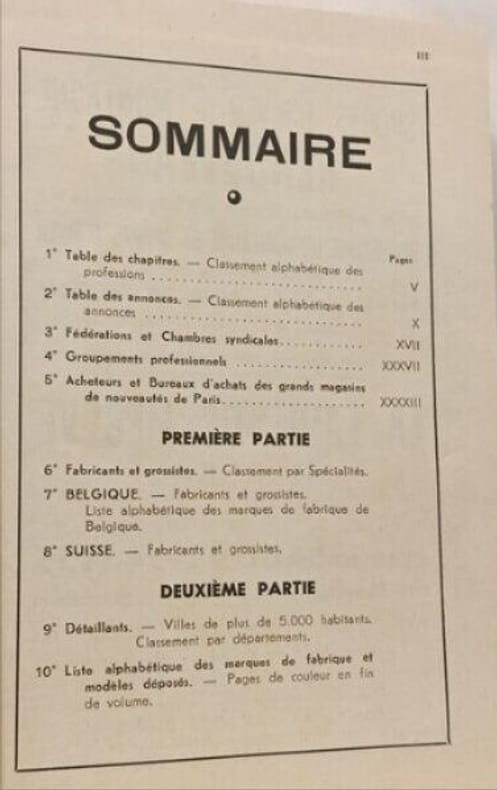 III
SOMMAIRE
Pages
1° Table des chapitres. — Classement alphabétique des
professions .......................... V
2° Table des annonces. — Classement alphabétique des
annonces .......................... X
3° Fédérations et Chambres syndicales............ XVII
4° Groupements professionnels .................. XXXVII
5° Acheteurs et Bureaux d'achats des grands magasins
de nouveautés de Paris.................... XXXXIII
PREMIÈRE PARTIE
6° Fabricants et grossistes. — Classement par Spécialités.
7° BELGIQUE. — Fabricants et grossistes.
Liste alphabétique des marques de fabrique de
Belgique.
8° SUISSE. — Fabricants et grossistes.
DEUXIÈME PARTIE
9° Détaillants. — Villes de plus de 5.000 habitants.
Classement par départements.
10° Liste alphabétique des marques de fabrique et
modèles déposés. — Pages de couleur en fin
de volume.